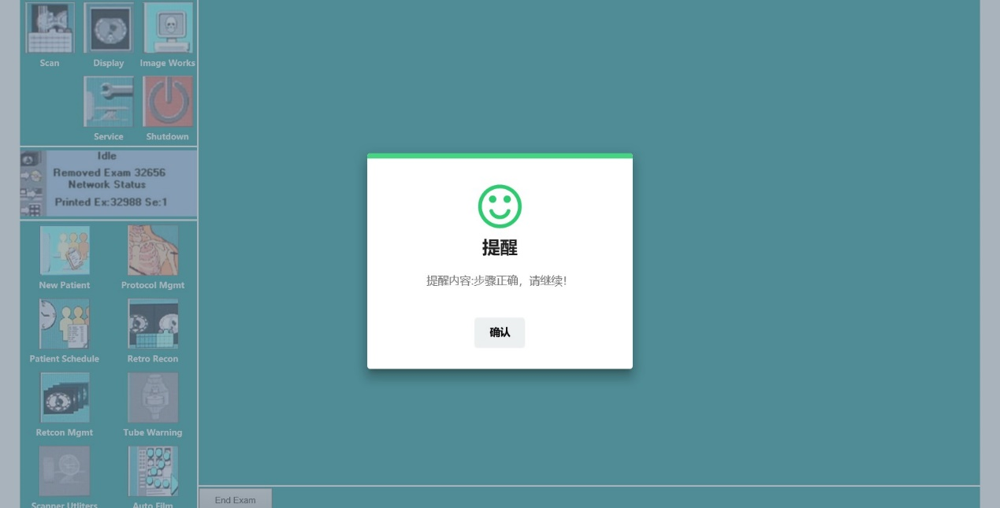 Scan
Display
Image Works
Service
Shutdown
Idle
Removed Exam 32656
Network Status
Printed Ex:32988 Se:1
New Patient
Protocol Mgmt
Patient Schedule
Retro Recon
Retcon Mgmt
Tube Warning
Scanner Utliters
Auto Film
End Exam
提醒
提醒内容:步骤正确，请继续!
确认